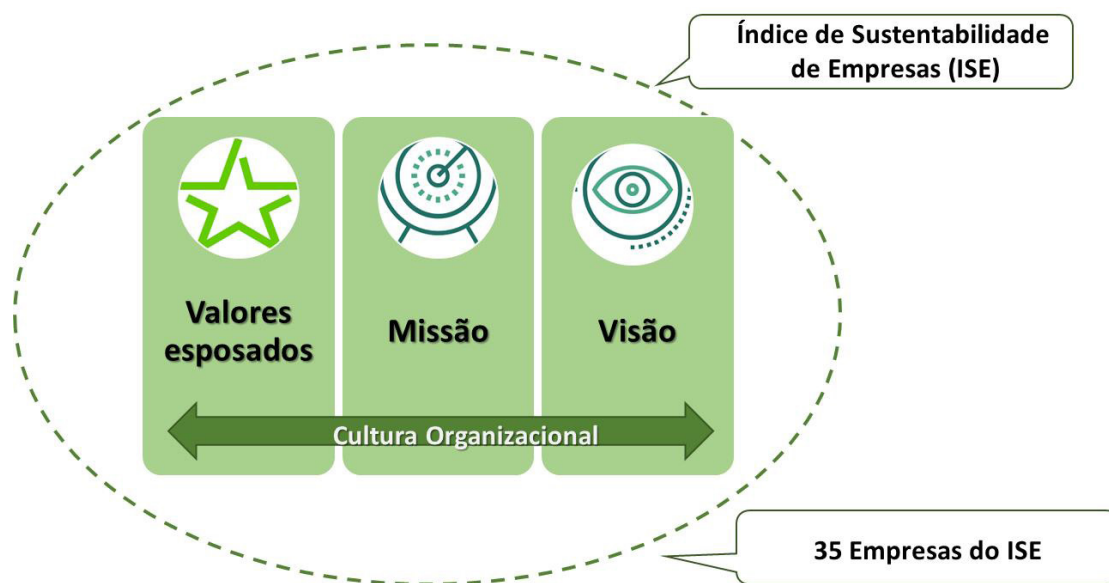 Índice de Sustentabilidade
de Empresas (ISE)
Valores
esposados
Missão
Visão
Cultura Organizacional
35 Empresas do ISE